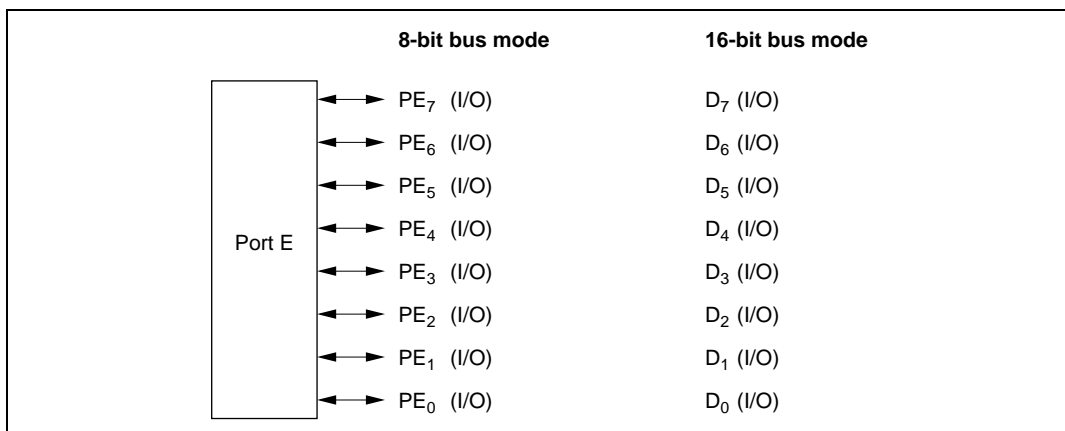 8-bit bus mode 16-bit bus mode
PE₇ (I/O) D₇ (I/O)
PE₆ (I/O) D₆ (I/O)
PE₅ (I/O) D₅ (I/O)
PE₄ (I/O) D₄ (I/O)
Port E
PE₃ (I/O) D₃ (I/O)
PE₂ (I/O) D₂ (I/O)
PE₁ (I/O) D₁ (I/O)
PE₀ (I/O) D₀ (I/O)